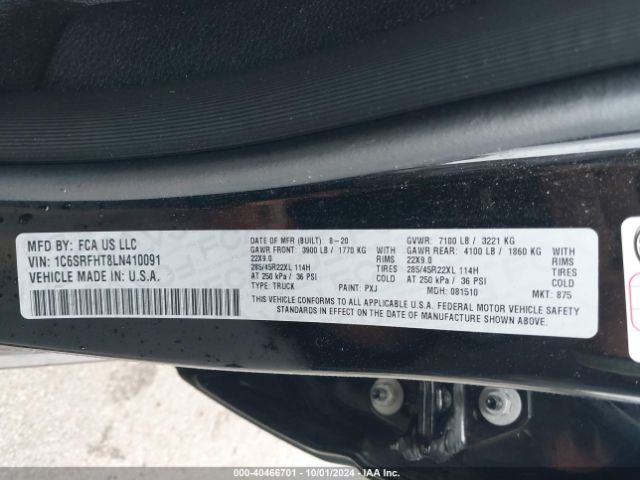 MFD BY: FCA US LLC
VIN: 1C6SRFHT8LN410091
VEHICLE MADE IN U.S.A.
DATE OF MFR (BUILT): 8-20 GVWR: 7100 LB / 3221 KG
GAWR FRONT: 3900 LB / 1770 KG GAWR REAR: 4100 LB / 1860 KG
22X9.0 RIMS 22X9.0 RIMS
285/45R22XL 114H TIRES 285/45R22XL 114H TIRES
AT 250 kPa / 36 PSI COLD AT 250 kPa / 36 PSI COLD
TYPE: TRUCK PAINT: PXJ MDH: 081510 MKT: 875
THIS VEHICLE CONFORMS TO ALL APPLICABLE U.S.A. FEDERAL MOTOR VEHICLE SAFETY
STANDARDS IN EFFECT ON THE DATE OF MANUFACTURE SHOWN ABOVE
000-40466701 - 10/01/2024 - IAA Inc.